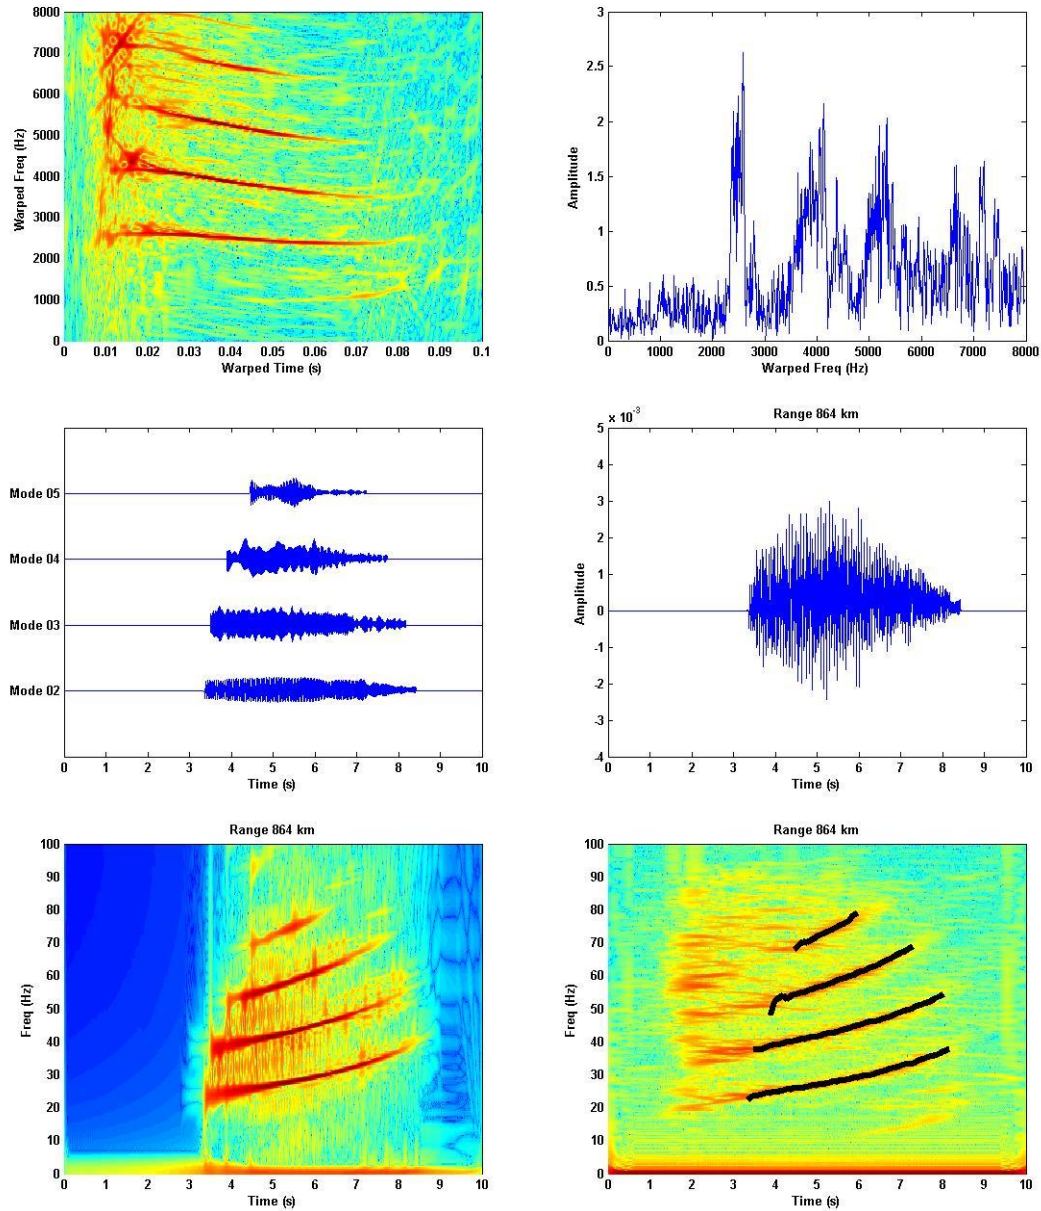 8000
7000
6000
5000
4000
3000
2000
1000
0
Warped Freq (Hz)
0 0.01 0.02 0.03 0.04 0.05 0.06 0.07 0.08 0.09 0.1
Warped Time (s)
3
2.5
2
1.5
1
0.5
0
Amplitude
0 1000 2000 3000 4000 5000 6000 7000 8000
Warped Freq (Hz)
Mode 05
Mode 04
Mode 03
Mode 02
0 1 2 3 4 5 6 7 8 9 10
Time (s)
× 10⁻³
Range 864 km
5
4
3
2
1
0
-1
-2
-3
-4
Amplitude
0 1 2 3 4 5 6 7 8 9 10
Time (s)
Range 864 km
100
90
80
70
60
50
40
30
20
10
0
Freq (Hz)
0 1 2 3 4 5 6 7 8 9 10
Time (s)
Range 864 km
100
90
80
70
60
50
40
30
20
10
0
Freq (Hz)
0 1 2 3 4 5 6 7 8 9 10
Time (s)